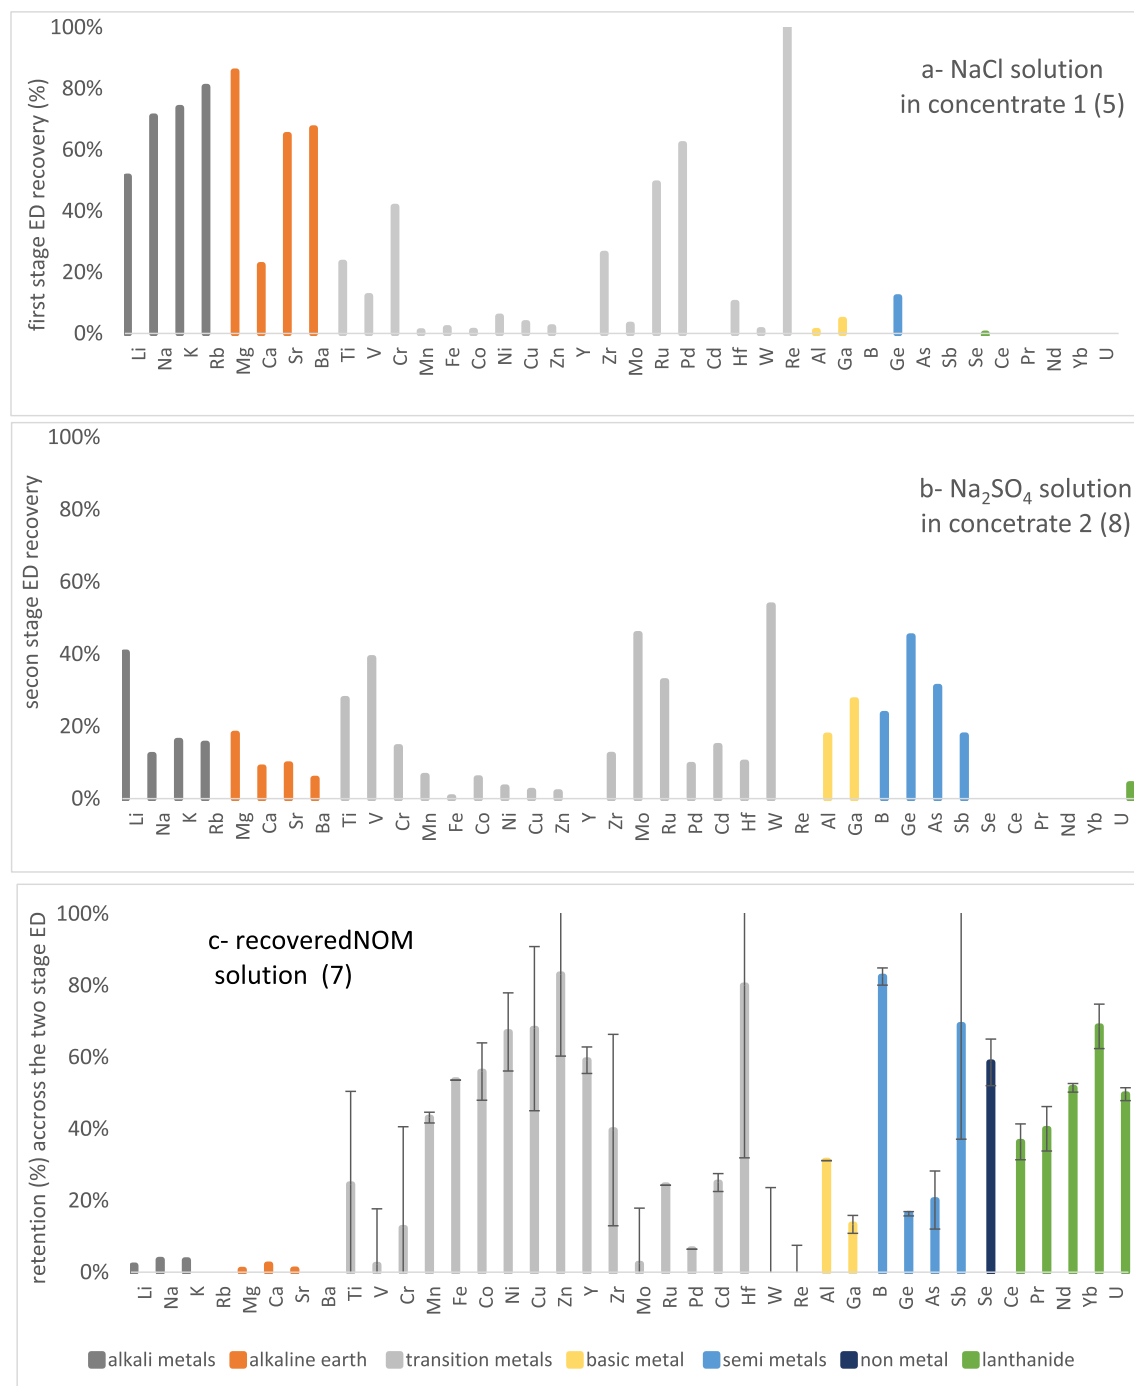 100%
80%
60%
40%
20%
0%
first stage ED recovery (%)
a- NaCl solution
in concentrate 1 (5)
Li Na K Rb Mg Ca Sr Ba Ti V Cr Mn Fe Co Ni Cu Zn Y Zr Mo Ru Pd Cd Hf W Re Al Ga B Ge As Sb Se Ce Pr Nd Yb U
100%
80%
60%
40%
20%
0%
secon stage ED recovery
b- Na₂SO₄ solution
in concetrate 2 (8)
Li Na K Rb Mg Ca Sr Ba Ti V Cr Mn Fe Co Ni Cu Zn Y Zr Mo Ru Pd Cd Hf W Re Al Ga B Ge As Sb Se Ce Pr Nd Yb U
100%
80%
60%
40%
20%
0%
retention (%) accross the two stage ED
c- recoveredNOM
solution (7)
Li Na K Rb Mg Ca Sr Ba Ti V Cr Mn Fe Co Ni Cu Zn Y Zr Mo Ru Pd Cd Hf W Re Al Ga B Ge As Sb Se Ce Pr Nd Yb U
alkali metals alkaline earth transition metals basic metal semi metals non metal lanthanide